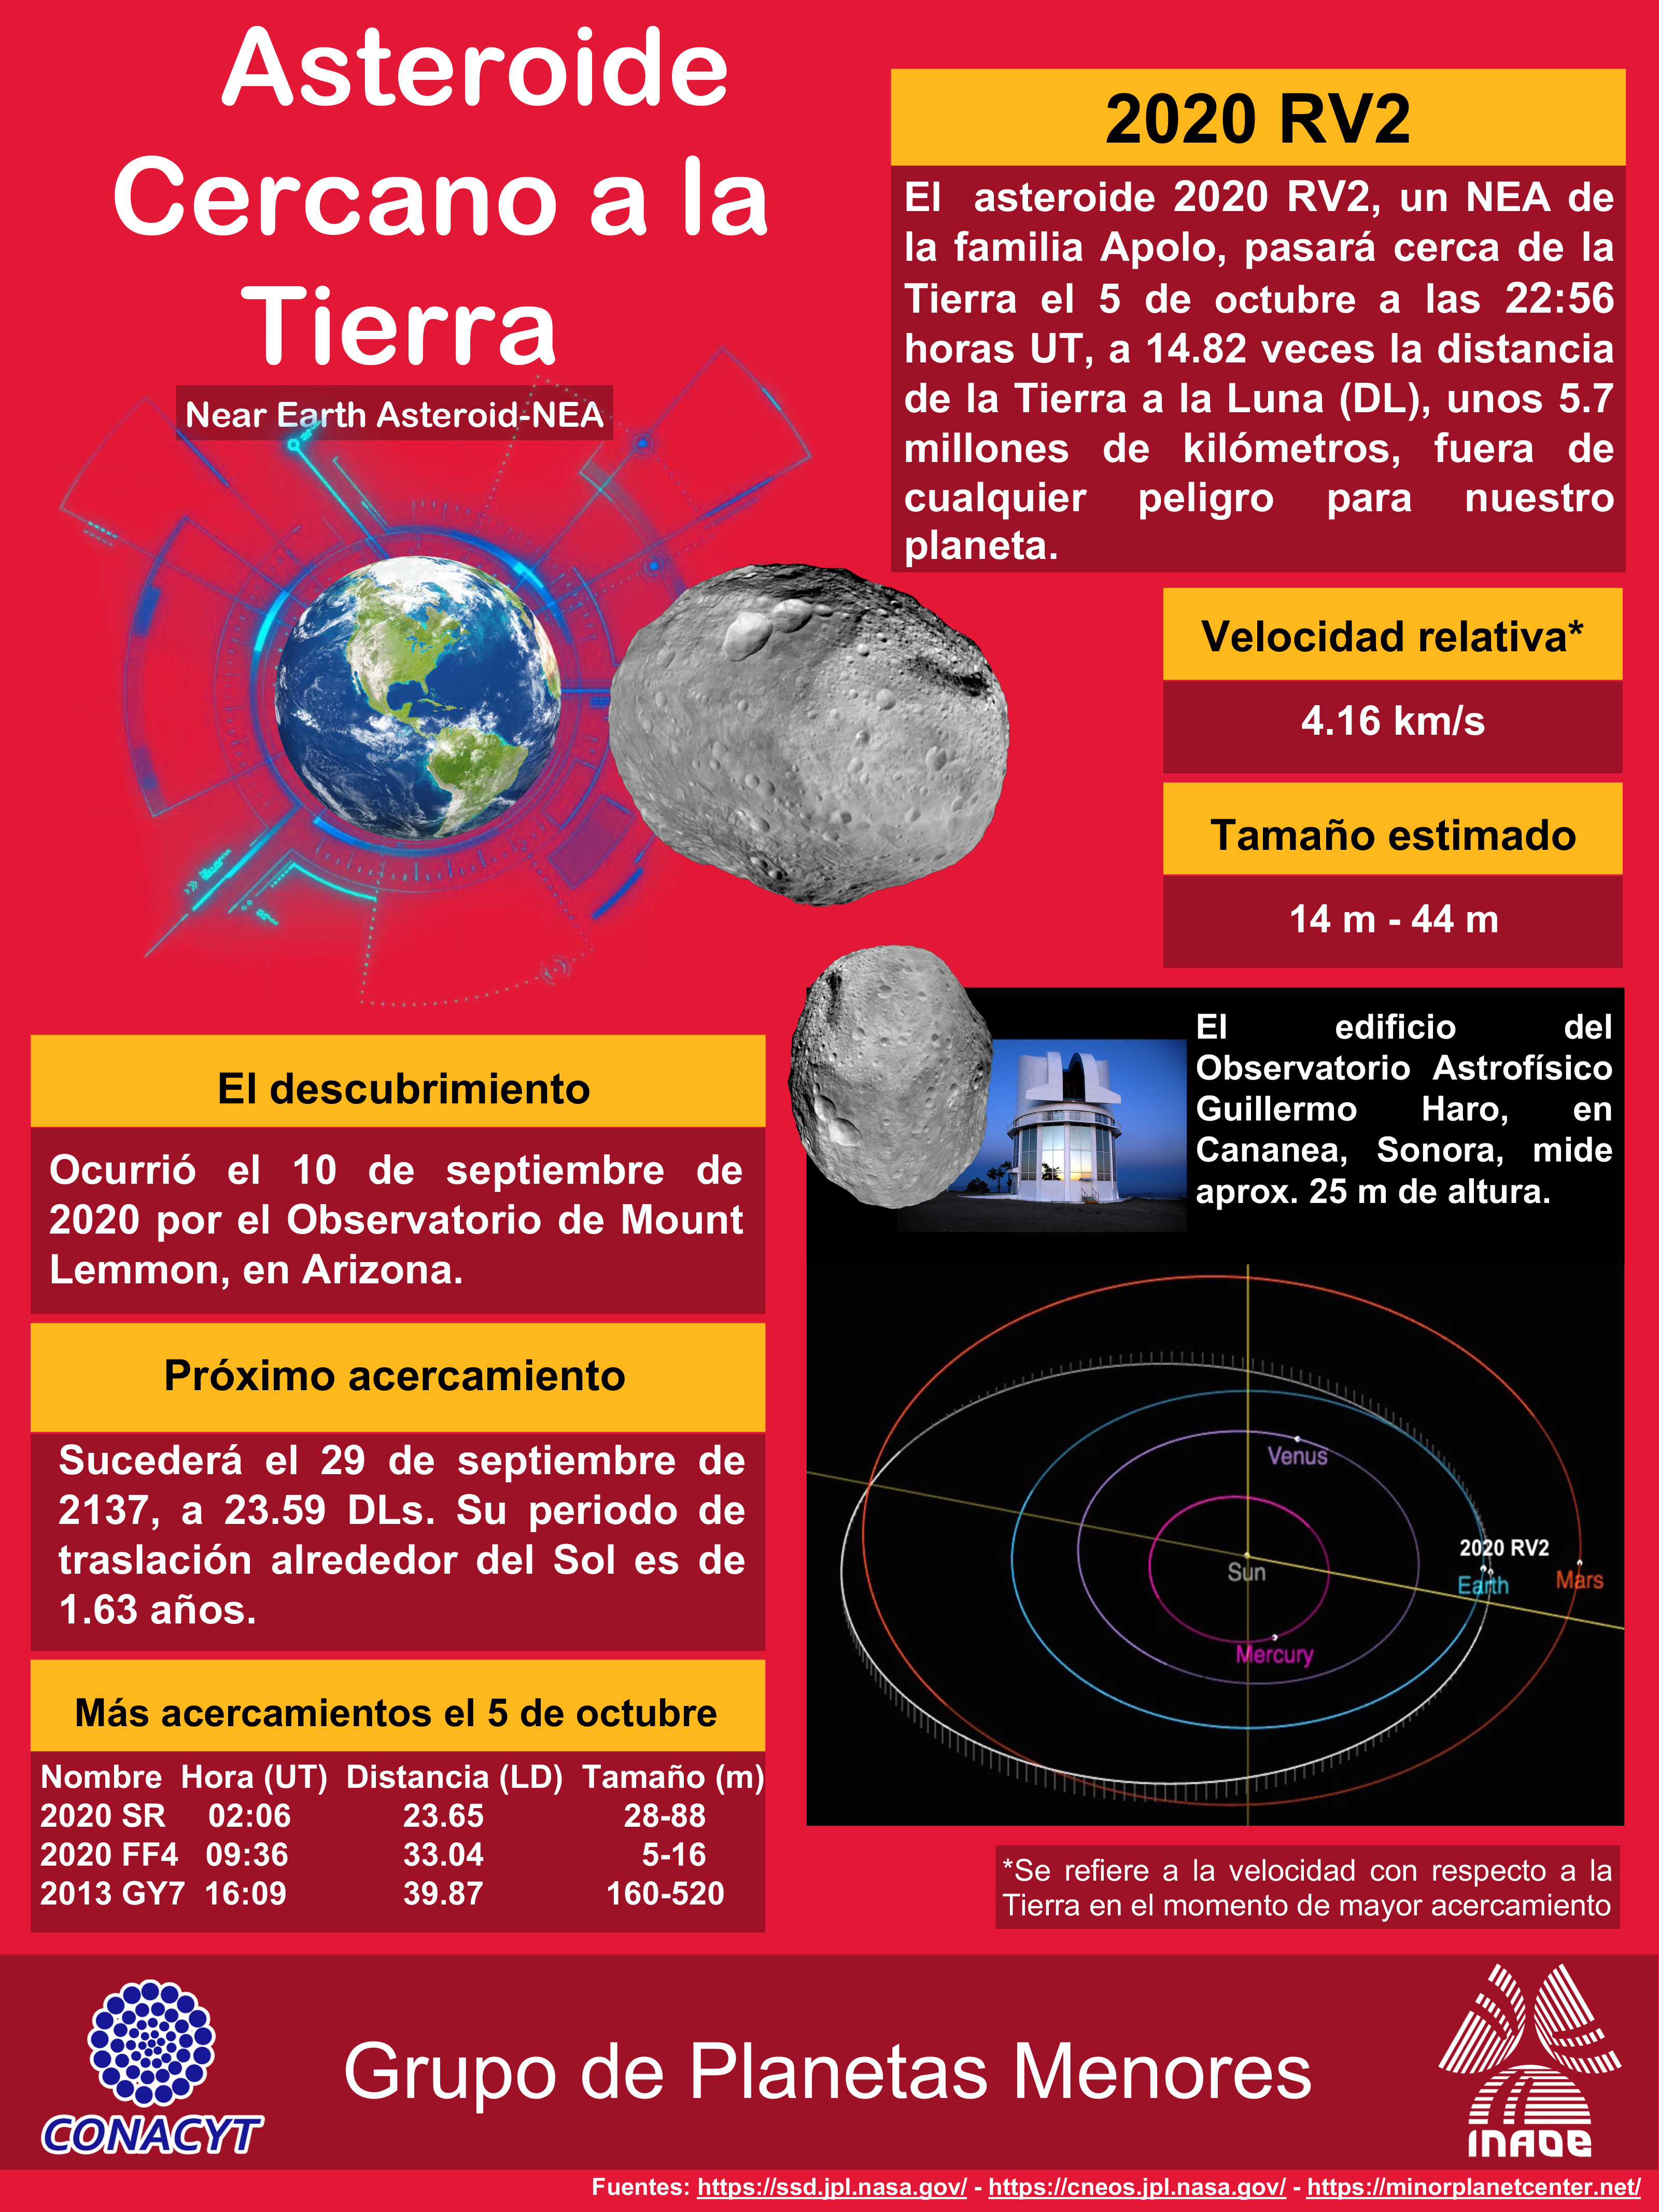 Asteroide
Cercano a la
Tierra
Near Earth Asteroid-NEA
2020 RV2
El asteroide 2020 RV2, un NEA de
la familia Apolo, pasará cerca de la
Tierra el 5 de octubre a las 22:56
horas UT, a 14.82 veces la distancia
de la Tierra a la Luna (DL), unos 5.7
millones de kilómetros, fuera de
cualquier peligro para nuestro
planeta.
Velocidad relativa*
4.16 km/s
Tamaño estimado
14 m - 44 m
El edificio del
Observatorio Astrofísico
Guillermo Haro, en
Cananea, Sonora, mide
aprox. 25 m de altura.
El descubrimiento
Ocurrió el 10 de septiembre de
2020 por el Observatorio de Mount
Lemmon, en Arizona.
Próximo acercamiento
Sucederá el 29 de septiembre de
2137, a 23.59 DLs. Su periodo de
traslación alrededor del Sol es de
1.63 años.
Más acercamientos el 5 de octubre
Nombre Hora (UT) Distancia (LD) Tamaño (m)
2020 SR 02:06 23.65 28-88
2020 FF4 09:36 33.04 5-16
2013 GY7 16:09 39.87 160-520
Venus
2020 RV2
Sun
Earth
Mars
Mercury
*Se refiere a la velocidad con respecto a la
Tierra en el momento de mayor acercamiento
CONACYT
Grupo de Planetas Menores
INAOE
Fuentes: https://ssd.jpl.nasa.gov/ - https://cneos.jpl.nasa.gov/ - https://minorplanetcenter.net/